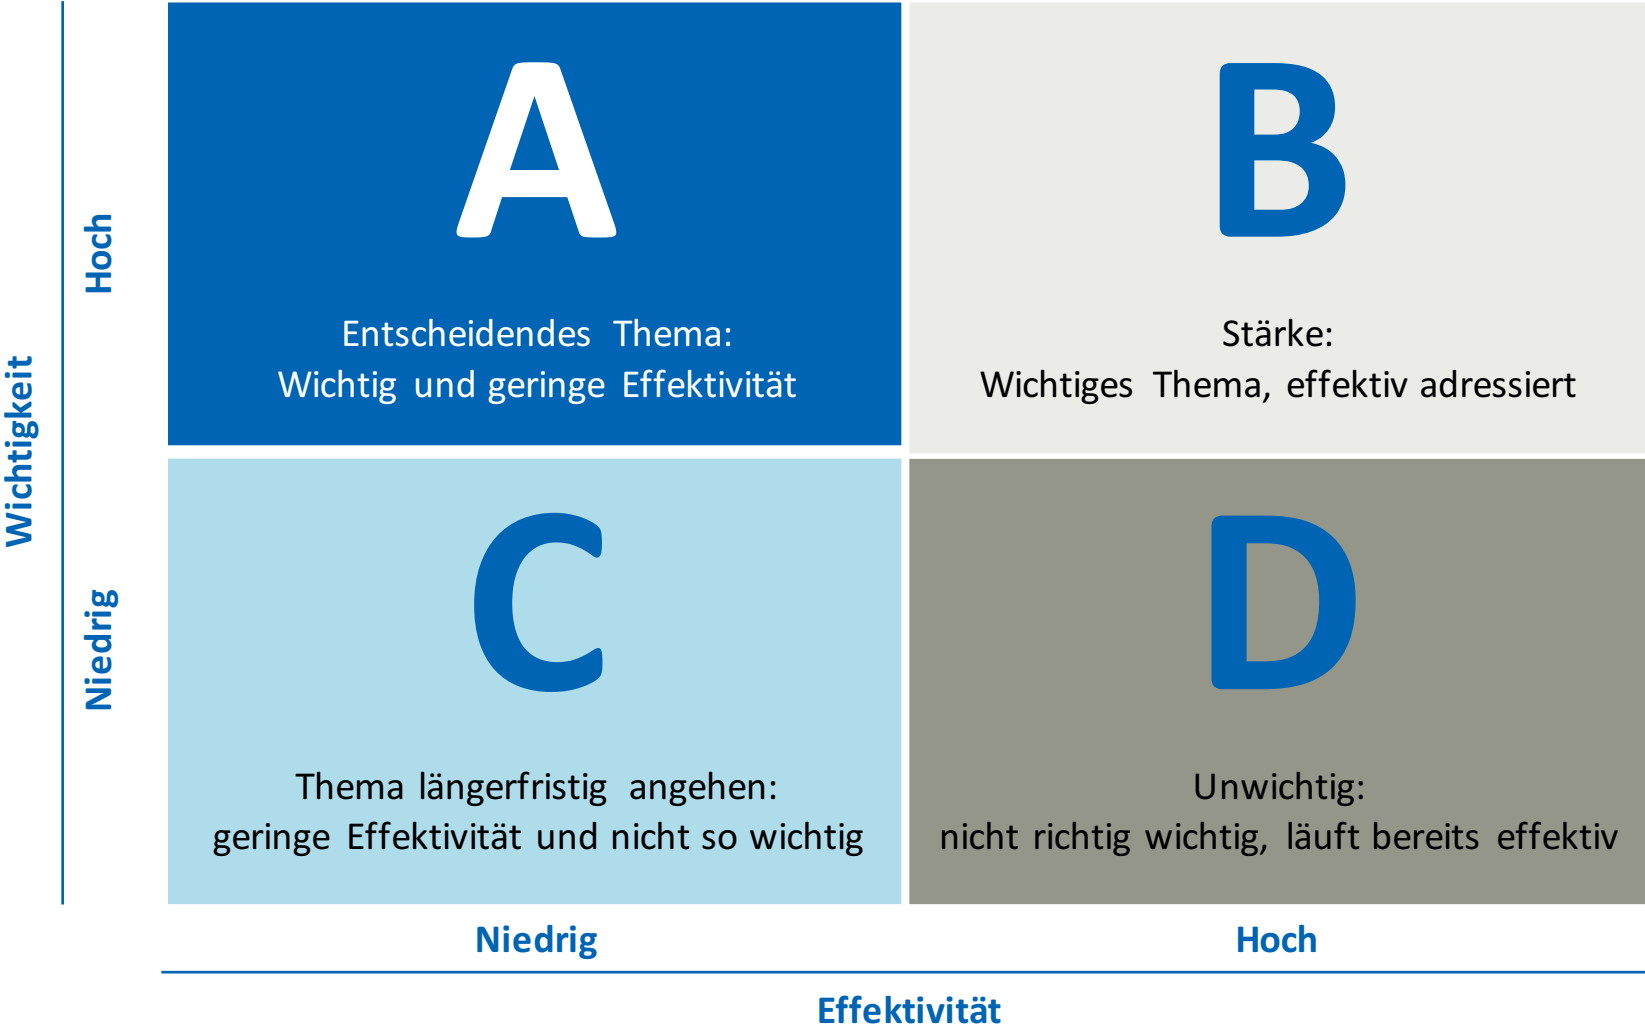 Wichtigkeit
Hoch
A
Entscheidendes Thema:
Wichtig und geringe Effektivität
B
Stärke:
Wichtiges Thema, effektiv adressiert
Niedrig
C
Thema längerfristig angehen:
geringe Effektivität und nicht so wichtig
D
Unwichtig:
nicht richtig wichtig, läuft bereits effektiv
Niedrig
Hoch
Effektivität